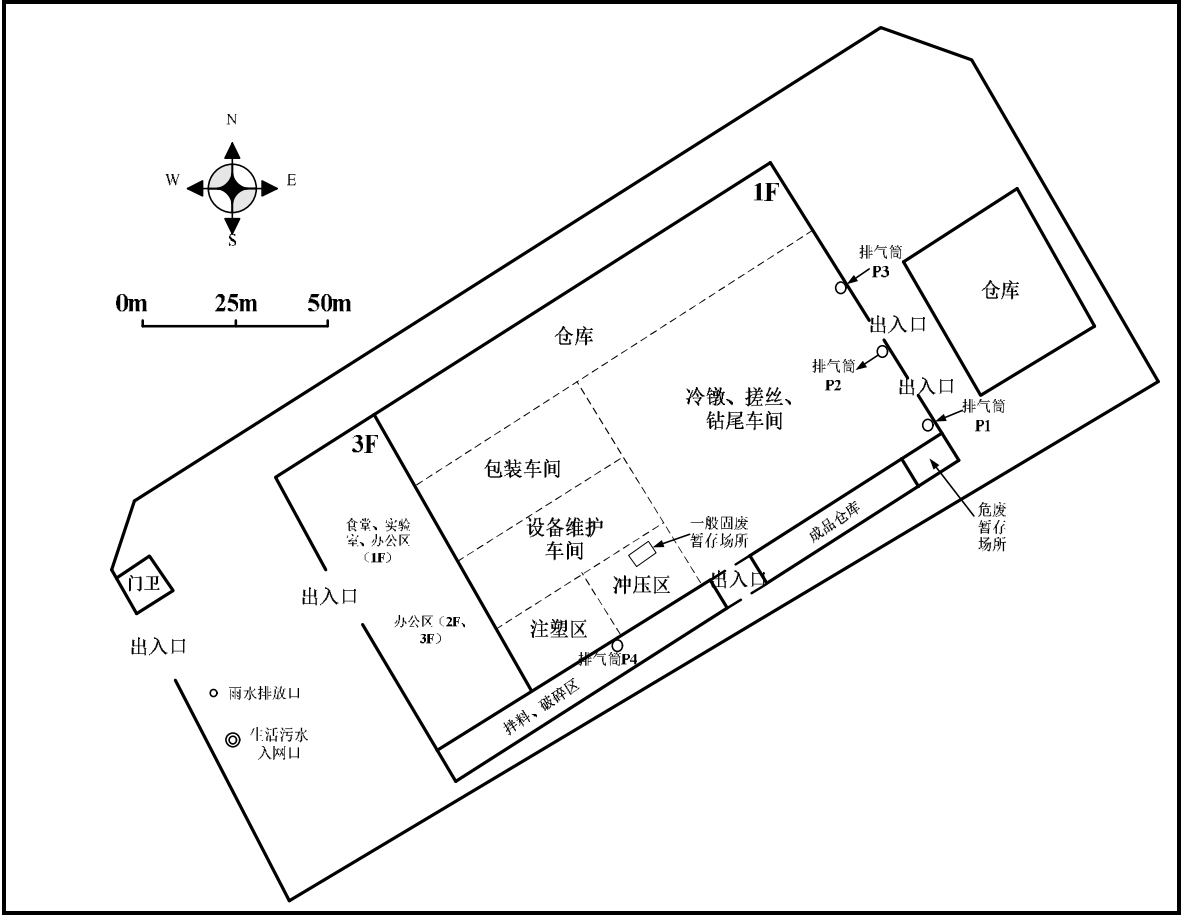 N
W
E
S
0m
25m
50m
1F
排气筒
P3
仓库
出入口
仓库
排气筒
P2
出入口
冷镦、搓丝、
钻尾车间
排气筒
P1
3F
包装车间
食堂、实验
室、办公区
（1F）
设备维护
车间
一般固废
暂存场所
成品仓库
危废
暂存
场所
门卫
出入口
冲压区
出入口
办公区（2F、
3F）
注塑区
出入口
排气筒P4
雨水排放口
拌料、破碎区
生活污水
入网口